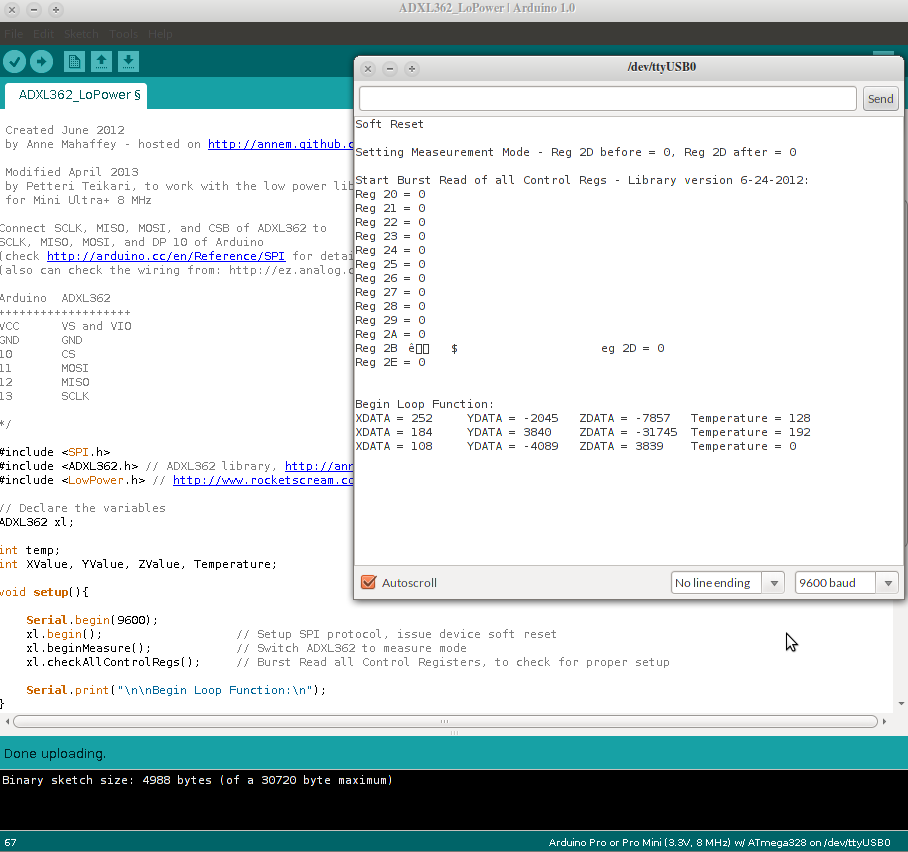 ADXL362_LoPower | Arduino 1.0
File Edit Sketch Tools Help
ADXL362_LoPower §
Created June 2012
by Anne Mahaffey - hosted on http://annem.github.c
Modified April 2013
by Petteri Teikari, to work with the low power lib
for Mini Ultra+ 8 MHz
Connect SCLK, MISO, MOSI, and CSB of ADXL362 to
SCLK, MISO, MOSI, and DP 10 of Arduino
(check http://arduino.cc/en/Reference/SPI for detai
(also can check the wiring from: http://ez.analog.c
Arduino ADXL362
+++++++++++++++++++
VCC VS and VIO
GND GND
10 CS
11 MOSI
12 MISO
13 SCLK
*/
#include <SPI.h>
#include <ADXL362.h> // ADXL362 library, http://ann
#include <LowPower.h> // http://www.rocketscream.co
// Declare the variables
ADXL362 xl;
int temp;
int XValue, YValue, ZValue, Temperature;
void setup(){
Serial.begin(9600);
xl.begin(); // Setup SPI protocol, issue device soft reset
xl.beginMeasure(); // Switch ADXL362 to measure mode
xl.checkAllControlRegs(); // Burst Read all Control Registers, to check for proper setup
Serial.print("\n\nBegin Loop Function:\n");
}
/dev/ttyUSB0
Send
Soft Reset
Setting Measeurement Mode - Reg 2D before = 0, Reg 2D after = 0
Start Burst Read of all Control Regs - Library version 6-24-2012:
Reg 20 = 0
Reg 21 = 0
Reg 22 = 0
Reg 23 = 0
Reg 24 = 0
Reg 25 = 0
Reg 26 = 0
Reg 27 = 0
Reg 28 = 0
Reg 29 = 0
Reg 2A = 0
Reg 2B ê $ eg 2D = 0
Reg 2E = 0
Begin Loop Function:
XDATA = 252 YDATA = -2045 ZDATA = -7857 Temperature = 128
XDATA = 184 YDATA = 3840 ZDATA = -31745 Temperature = 192
XDATA = 108 YDATA = -4089 ZDATA = 3839 Temperature = 0
Autoscroll
No line ending
9600 baud
Done uploading.
Binary sketch size: 4988 bytes (of a 30720 byte maximum)
67
Arduino Pro or Pro Mini (3.3V, 8 MHz) w/ ATmega328 on /dev/ttyUSB0